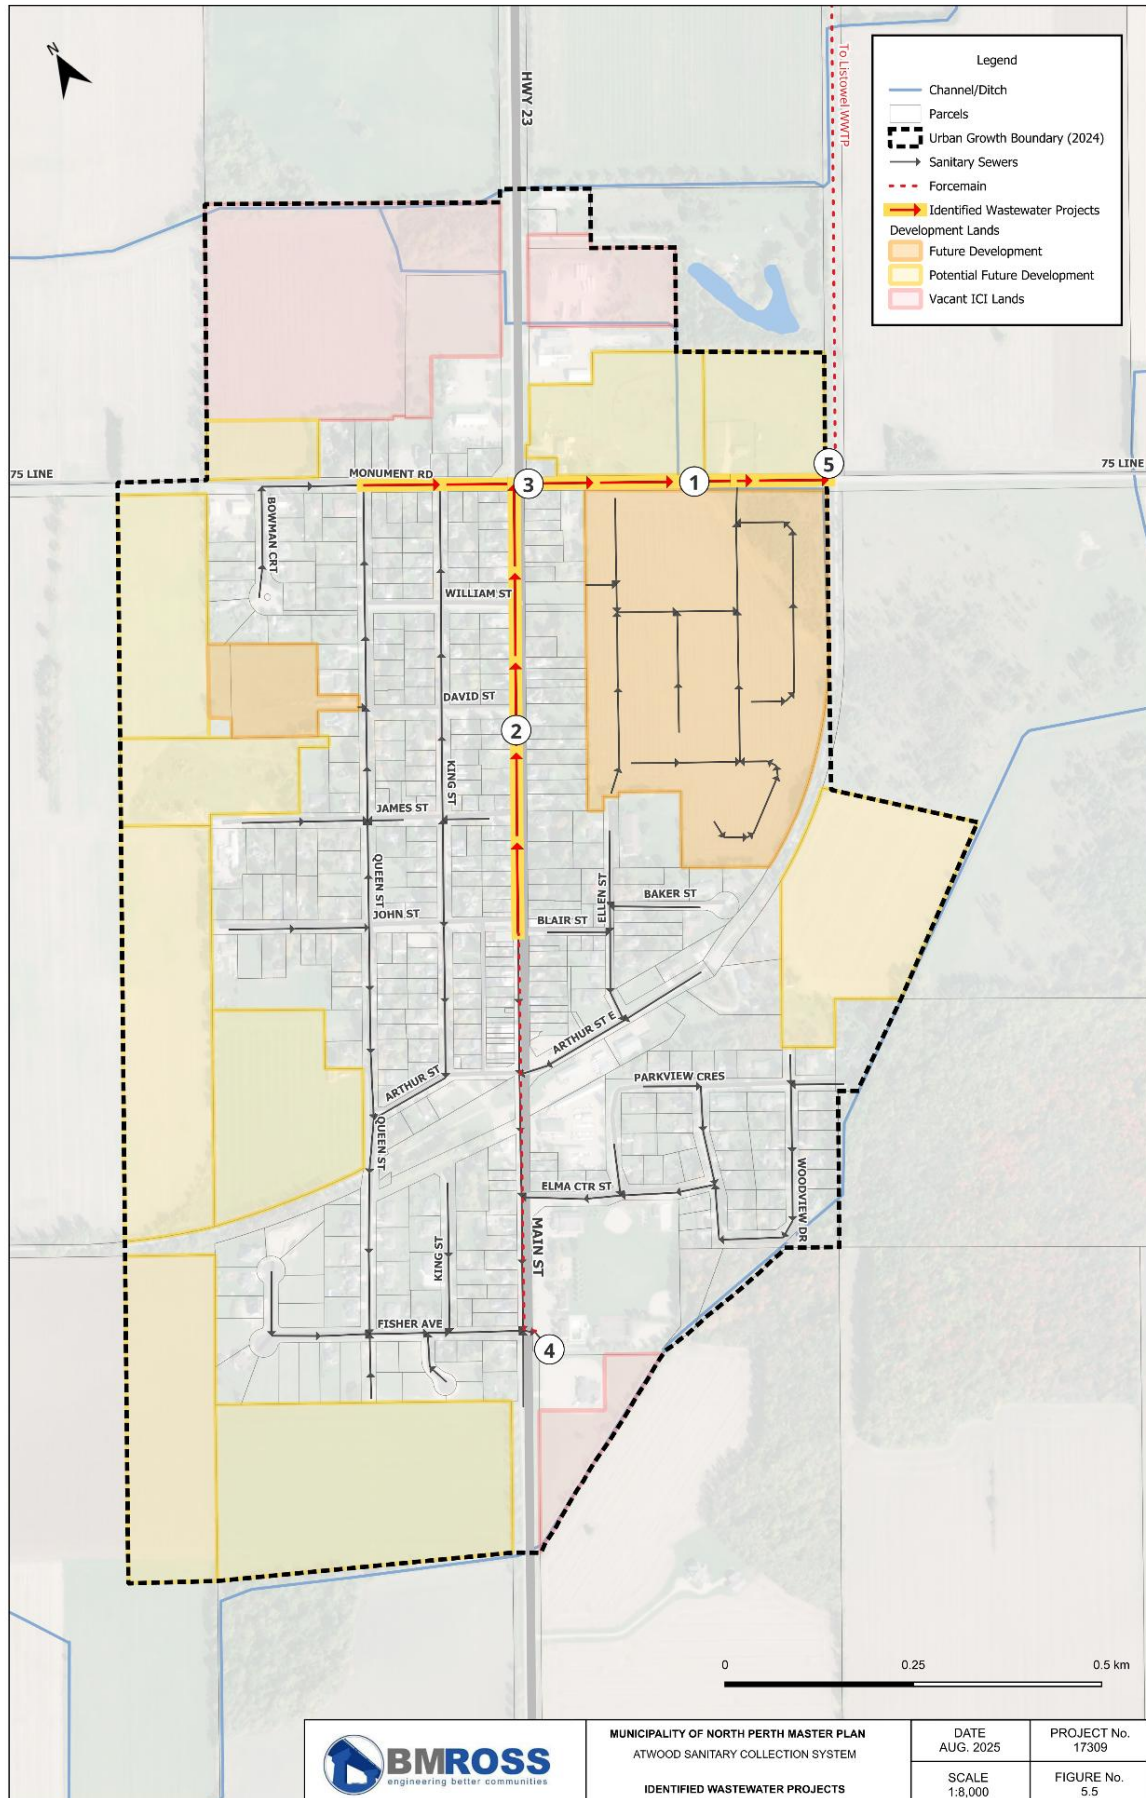 N
HWY 23
To Listowel WWTP
Legend
Channel/Ditch
Parcels
Urban Growth Boundary (2024)
Sanitary Sewers
Forcemain
Identified Wastewater Projects
Development Lands
Future Development
Potential Future Development
Vacant ICI Lands
75 LINE
MONUMENT RD
3
1
5
75 LINE
BOWMAN CRT
WILLIAM ST
DAVID ST
2
KING ST
JAMES ST
QUEEN ST
JOHN ST
BLAIR ST
ELLEN ST
BAKER ST
ARTHUR ST E
ARTHUR ST
PARKVIEW CRES
QUEEN ST
ELMA CTR ST
WOODVIEW DR
KING ST
MAIN ST
FISHER AVE
4
0 0.25 0.5 km
BMROSS
engineering better communities
MUNICIPALITY OF NORTH PERTH MASTER PLAN
ATWOOD SANITARY COLLECTION SYSTEM
IDENTIFIED WASTEWATER PROJECTS
DATE
AUG. 2025
PROJECT No.
17309
SCALE
1:8,000
FIGURE No.
5.5